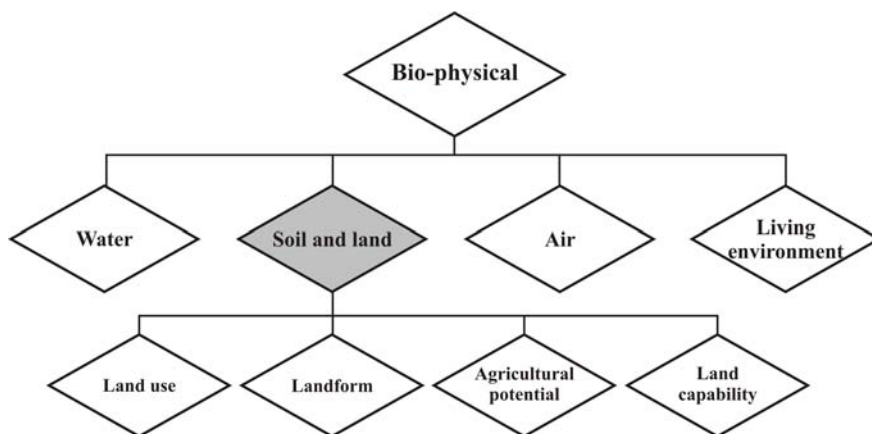 Bio-physical
Water
Soil and land
Air
Living
environment
Land use
Landform
Agricultural
potential
Land
capability